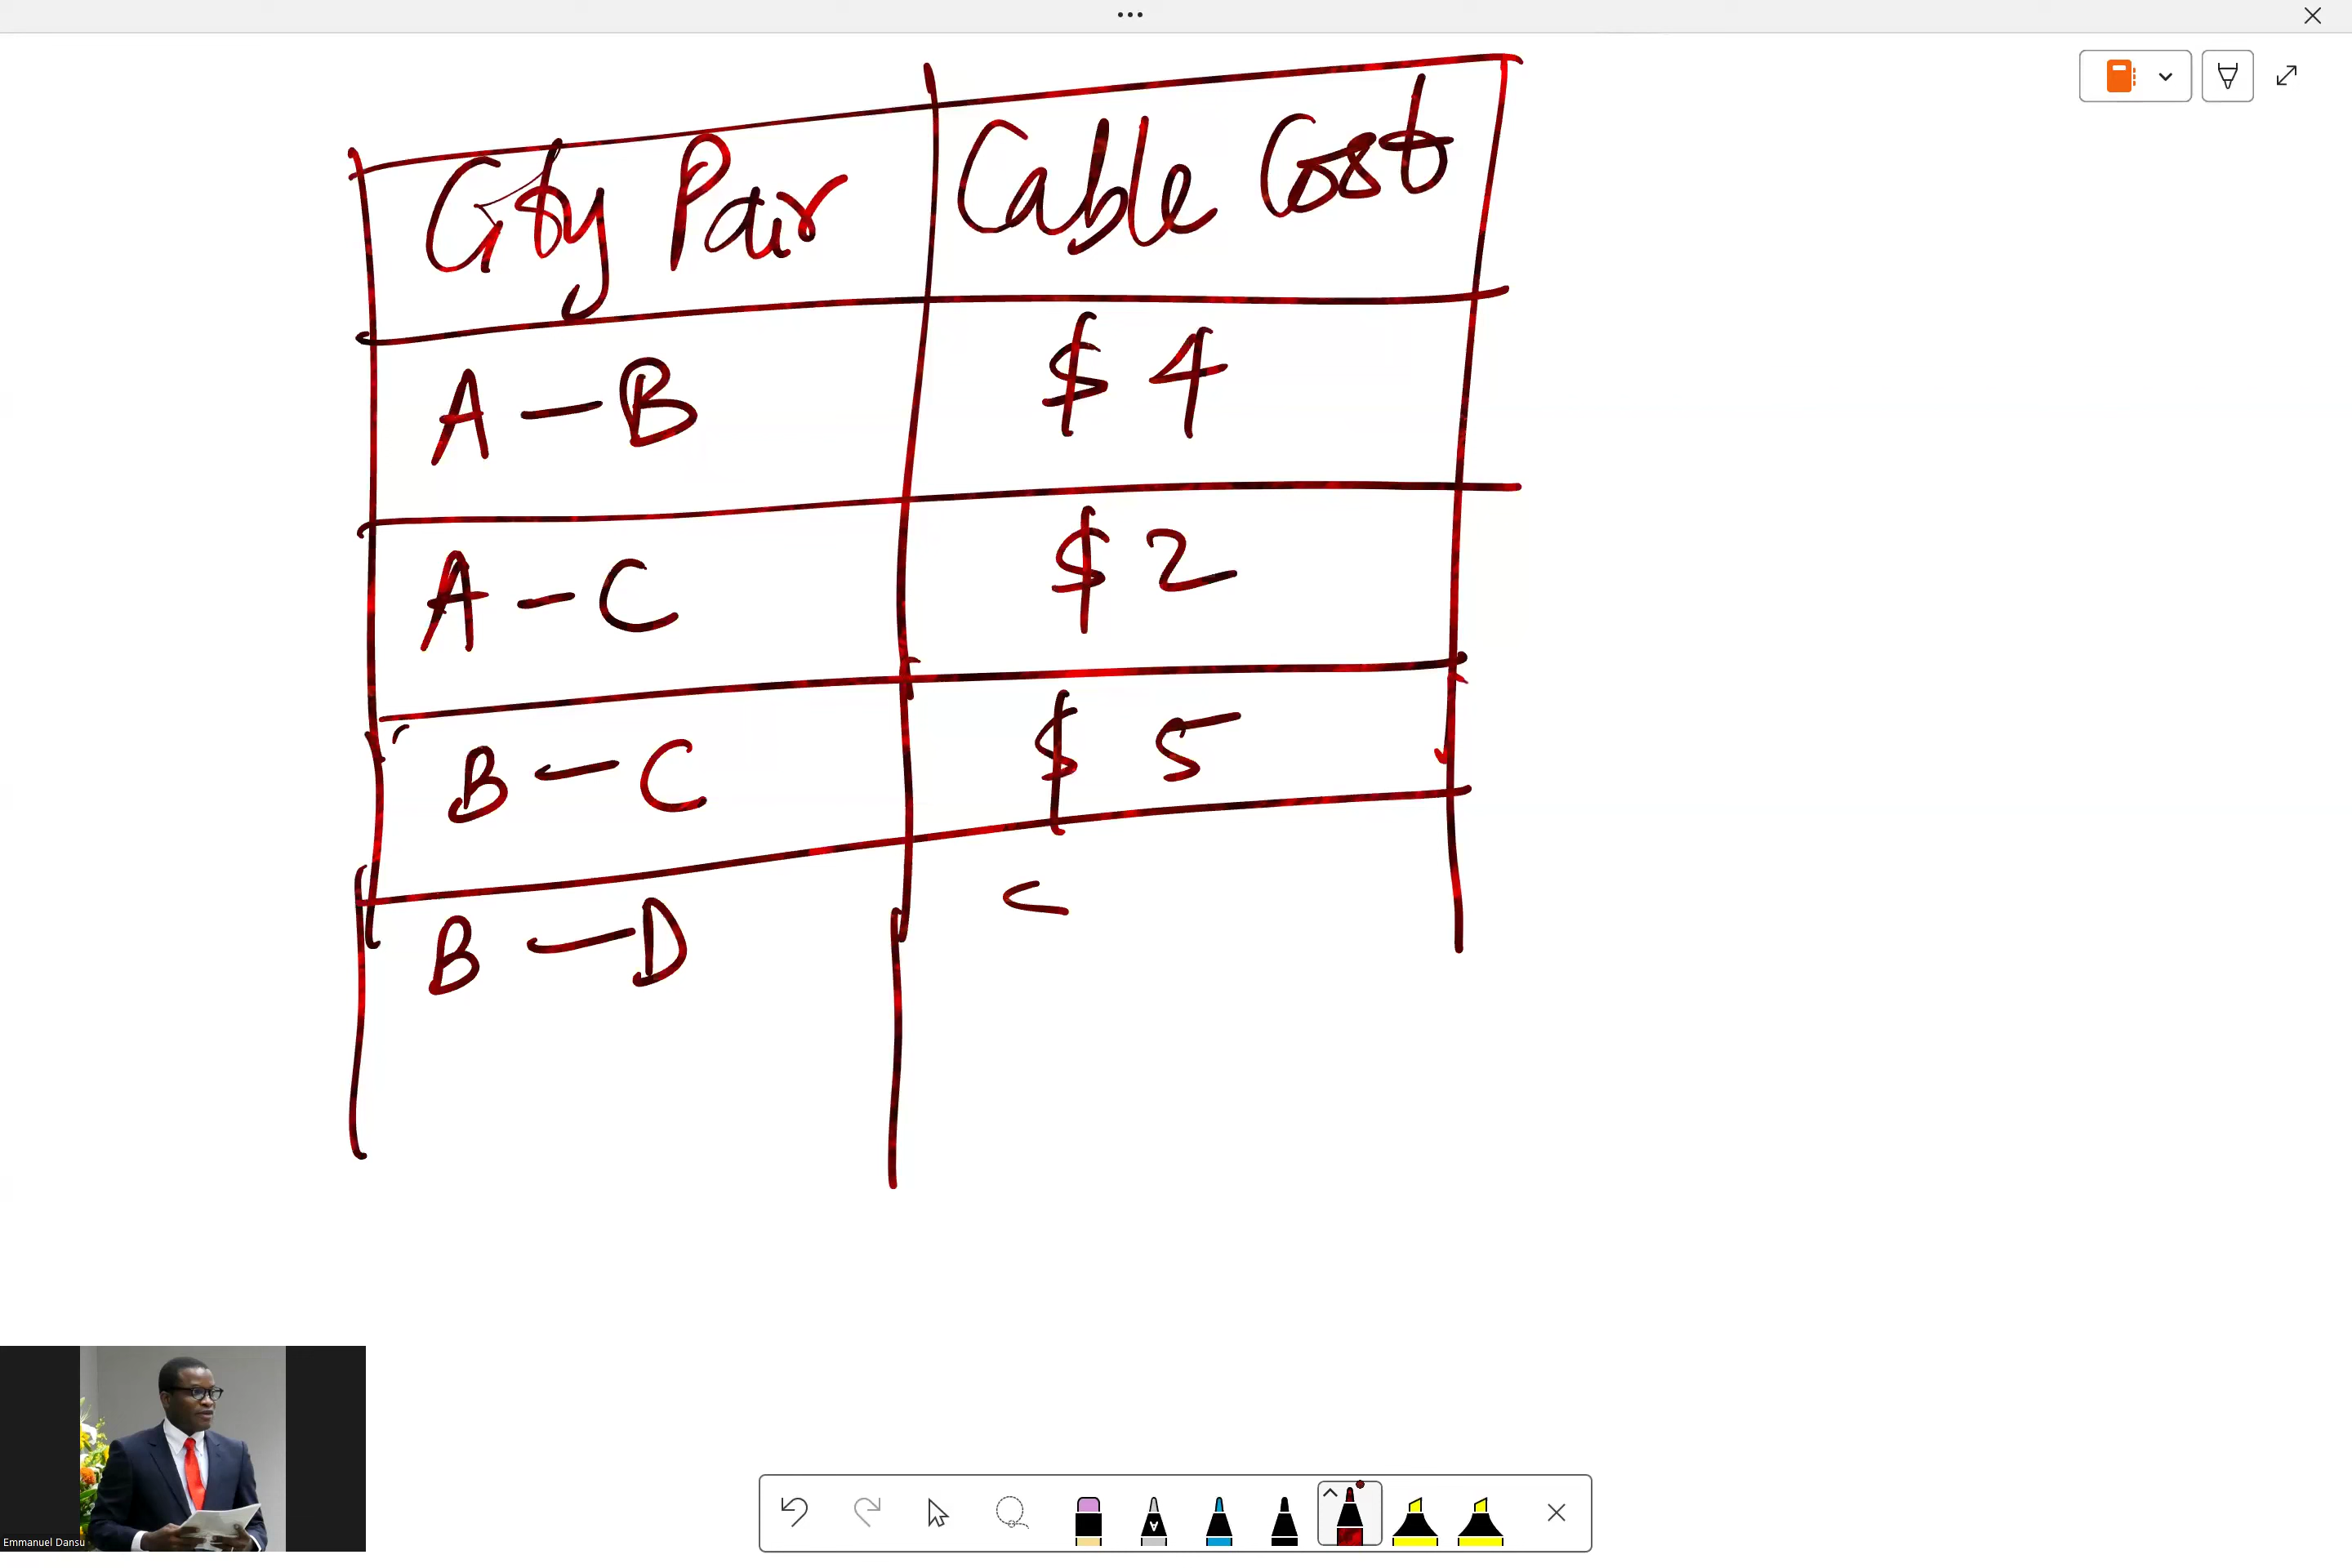 City Pair Cable Cost
A - B $ 4
A - C $ 2
B - C $ 5
B - D
Emmanuel Dansu